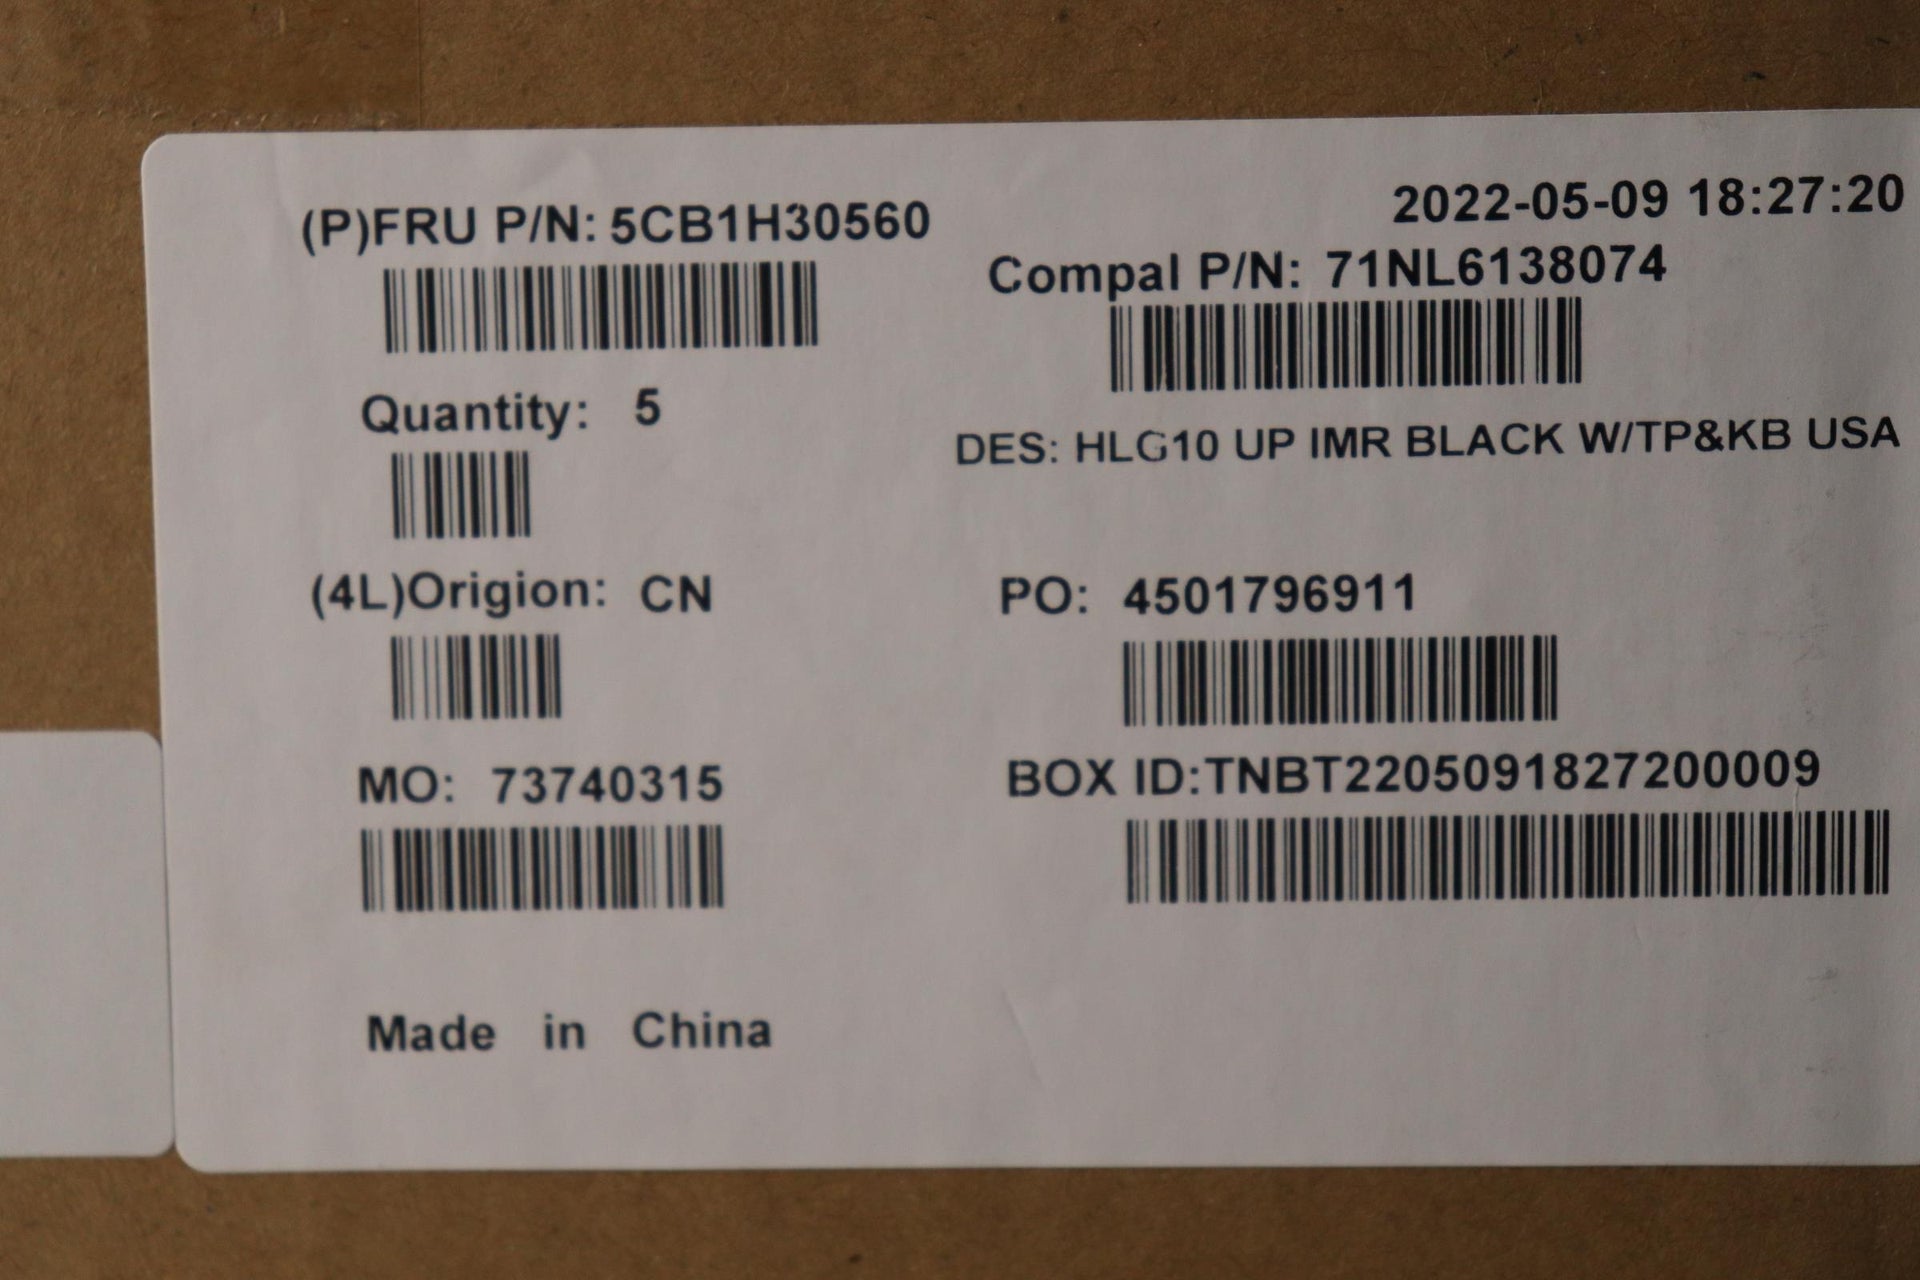 2022-05-09 18:27:20
(P)FRU P/N: 5CB1H30560
Compal P/N: 71NL6138074
Quantity: 5
DES: HLG10 UP IMR BLACK W/TP&KB USA
(4L)Origion: CN
PO: 4501796911
MO: 73740315
BOX ID:TNBT2205091827200009
Made in China